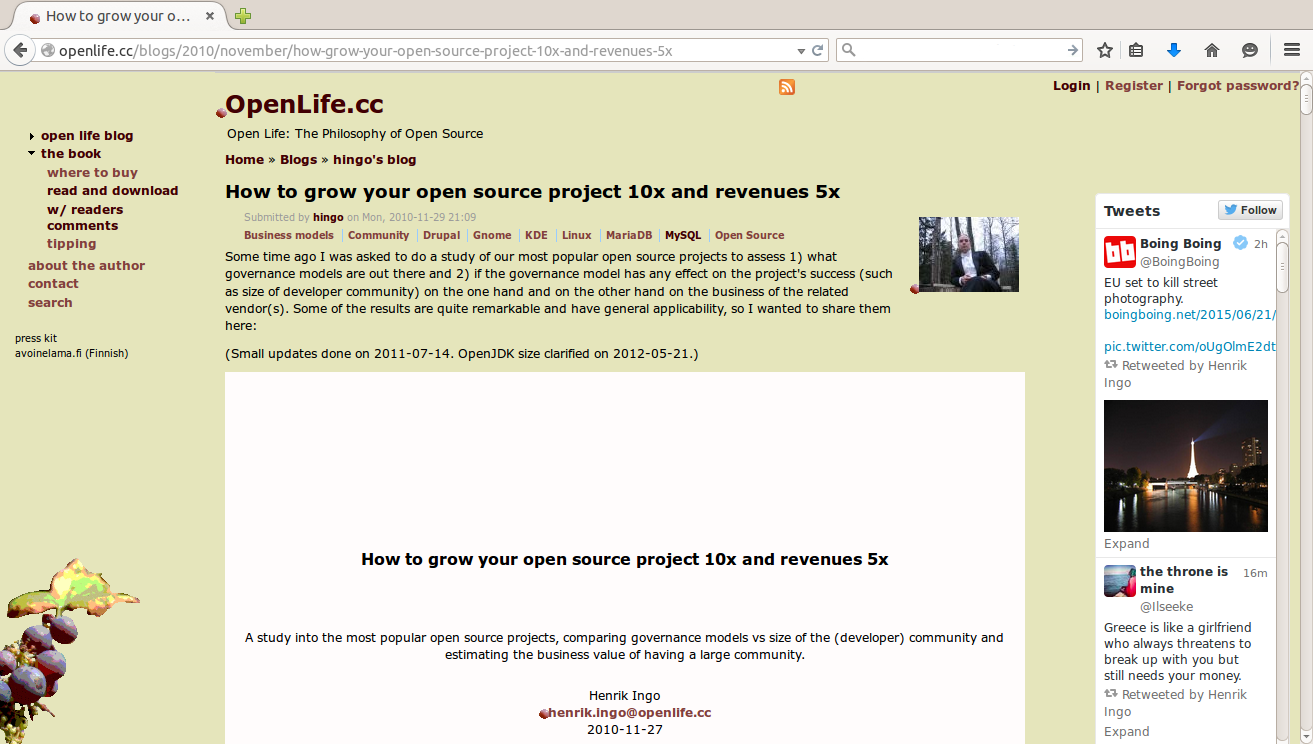 How to grow your o...
openlife.cc/blogs/2010/november/how-grow-your-open-source-project-10x-and-revenues-5x
Login | Register | Forgot password?
OpenLife.cc
Open Life: The Philosophy of Open Source
Home » Blogs » hingo's blog
open life blog
the book
where to buy
read and download
w/ readers
comments
tipping
about the author
contact
search
press kit
avoinelama.fi (Finnish)
How to grow your open source project 10x and revenues 5x
Submitted by hingo on Mon, 2010-11-29 21:09
Business models | Community | Drupal | Gnome | KDE | Linux | MariaDB | MySQL | Open Source
Some time ago I was asked to do a study of our most popular open source projects to assess 1) what
governance models are out there and 2) if the governance model has any effect on the project's success (such
as size of developer community) on the one hand and on the other hand on the business of the related
vendor(s). Some of the results are quite remarkable and have general applicability, so I wanted to share them
here:
(Small updates done on 2011-07-14. OpenJDK size clarified on 2012-05-21.)
How to grow your open source project 10x and revenues 5x
A study into the most popular open source projects, comparing governance models vs size of the (developer) community and
estimating the business value of having a large community.
Henrik Ingo
henrik.ingo@openlife.cc
2010-11-27
Tweets
Follow
bb
Boing Boing 2h
@BoingBoing
EU set to kill street
photography.
boingboing.net/2015/06/21/
pic.twitter.com/oUgOlmE2dt
Retweeted by Henrik
Ingo
Expand
the throne is 16m
mine
@Ilseeke
Greece is like a girlfriend
who always threatens to
break up with you but
still needs your money.
Retweeted by Henrik
Ingo
Expand